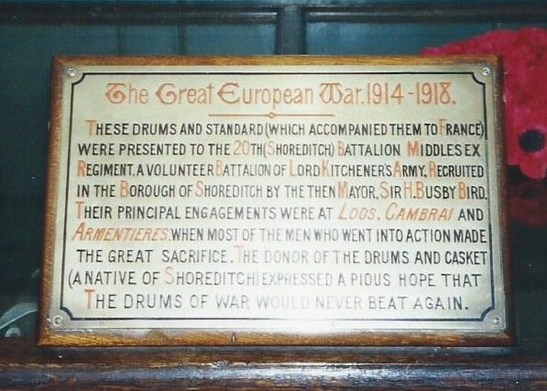 The Great European War. 1914-1918.
THESE DRUMS AND STANDARD (WHICH ACCOMPANIED THEM TO FRANCE)
WERE PRESENTED TO THE 20TH (SHOREDITCH) BATTALION MIDDLESEX
REGIMENT. A VOLUNTEER BATTALION OF LORD KITCHENER'S ARMY, RECRUITED
IN THE BOROUGH OF SHOREDITCH BY THE THEN MAYOR, SIR H. BUSBY BIRD.
THEIR PRINCIPAL ENGAGEMENTS WERE AT LOOS, CAMBRAI AND
ARMENTIERES. WHEN MOST OF THE MEN WHO WENT INTO ACTION MADE
THE GREAT SACRIFICE. THE DONOR OF THE DRUMS AND CASKET
(A NATIVE OF SHOREDITCH) EXPRESSED A PIOUS HOPE THAT
THE DRUMS OF WAR WOULD NEVER BEAT AGAIN.